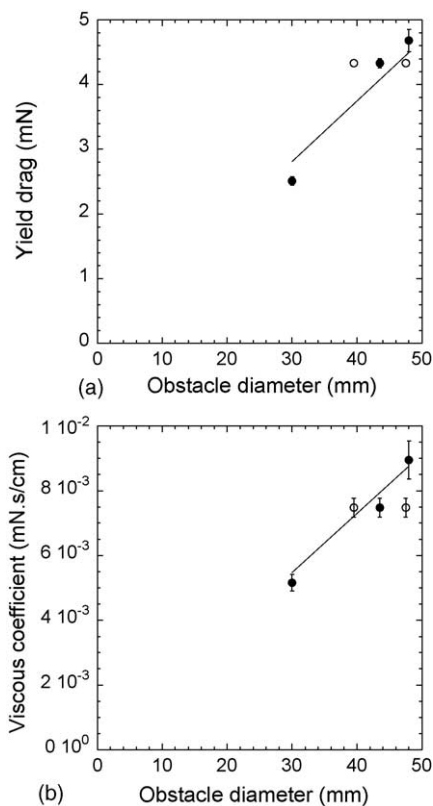 5
4
3
2
1
0
Yield drag (mN)
0 10 20 30 40 50
(a) Obstacle diameter (mm)
1 10⁻²
8 10⁻³
6 10⁻³
4 10⁻³
2 10⁻³
0 10⁰
Viscous coefficient (mN.s/cm)
0 10 20 30 40 50
(b) Obstacle diameter (mm)